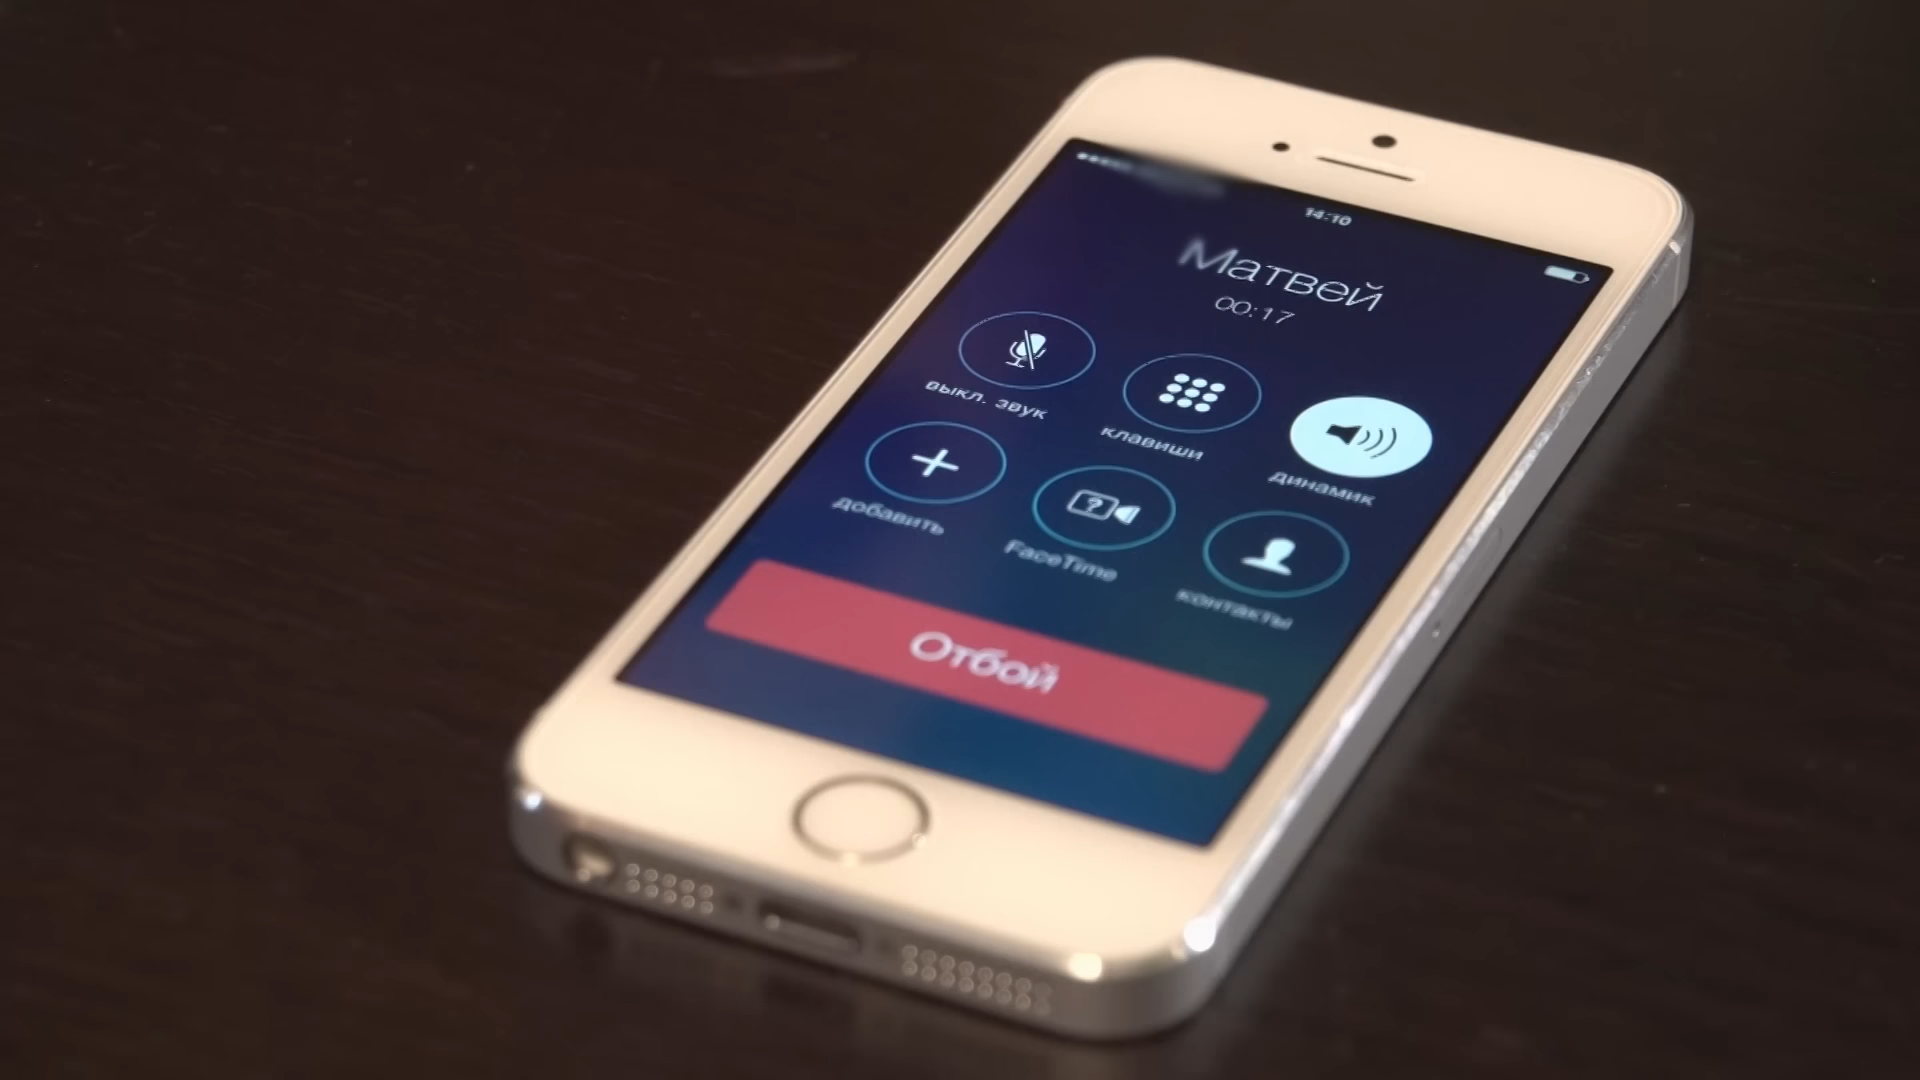 14:10
Матвей
00:17
выкл. звук
клавиши
динамик
добавить
FaceTime
контакты
Отбой